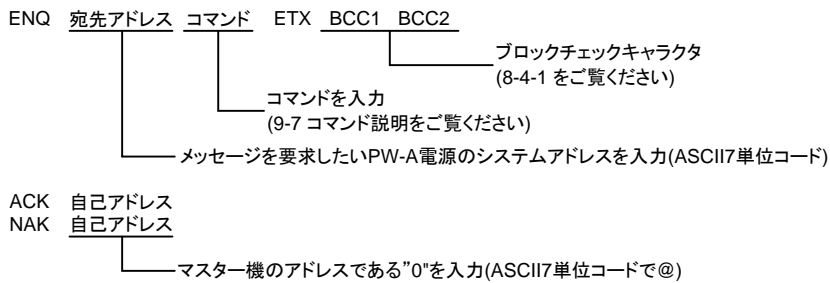 ENQ 宛先アドレス コマンド ETX BCC1 BCC2
ブロックチェックキャラクタ
(8-4-1 をご覧ください)
コマンドを入力
(9-7 コマンド説明をご覧ください)
メッセージを要求したいPW-A電源のシステムアドレスを入力(ASCII7単位コード)
ACK 自己アドレス
NAK 自己アドレス
マスター機のアドレスである”0"を入力(ASCII7単位コードで@)